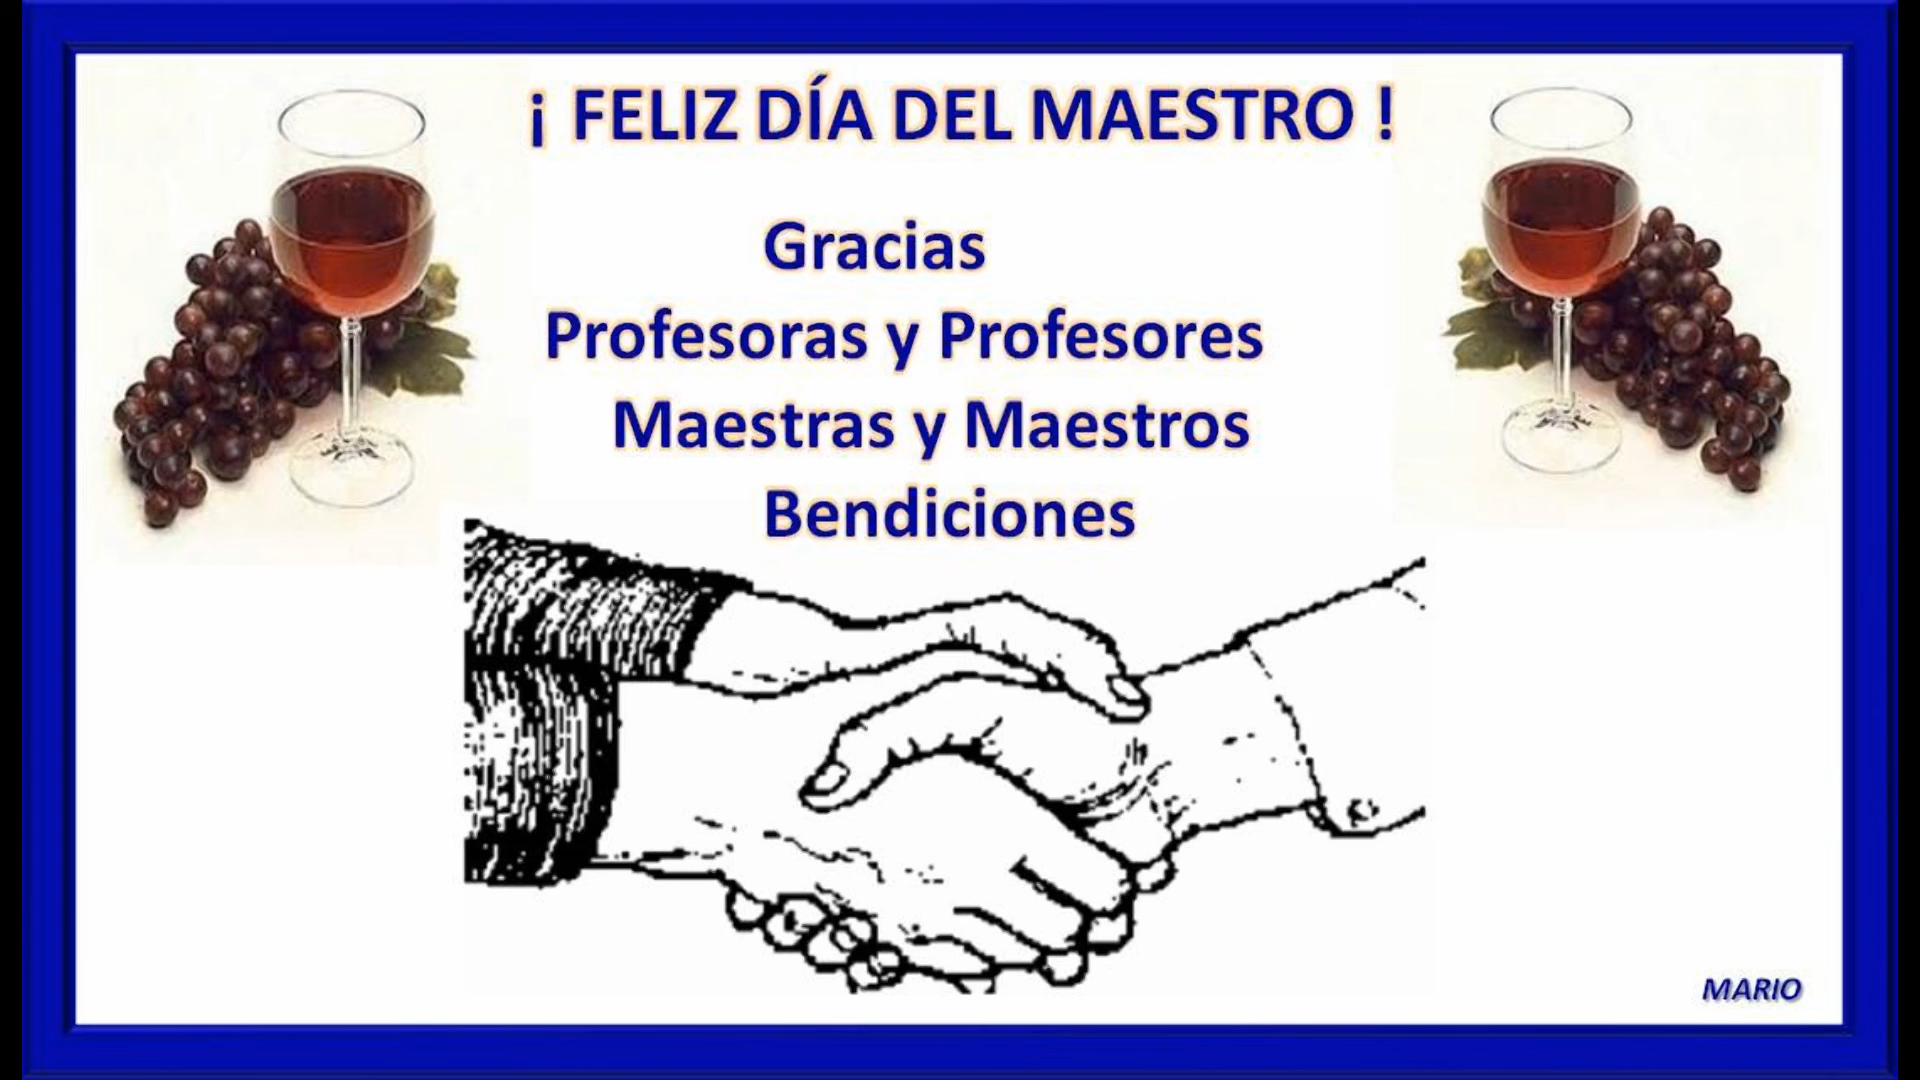 ¡ FELIZ DÍA DEL MAESTRO !
Gracias
Profesoras y Profesores
Maestras y Maestros
Bendiciones
MARIO